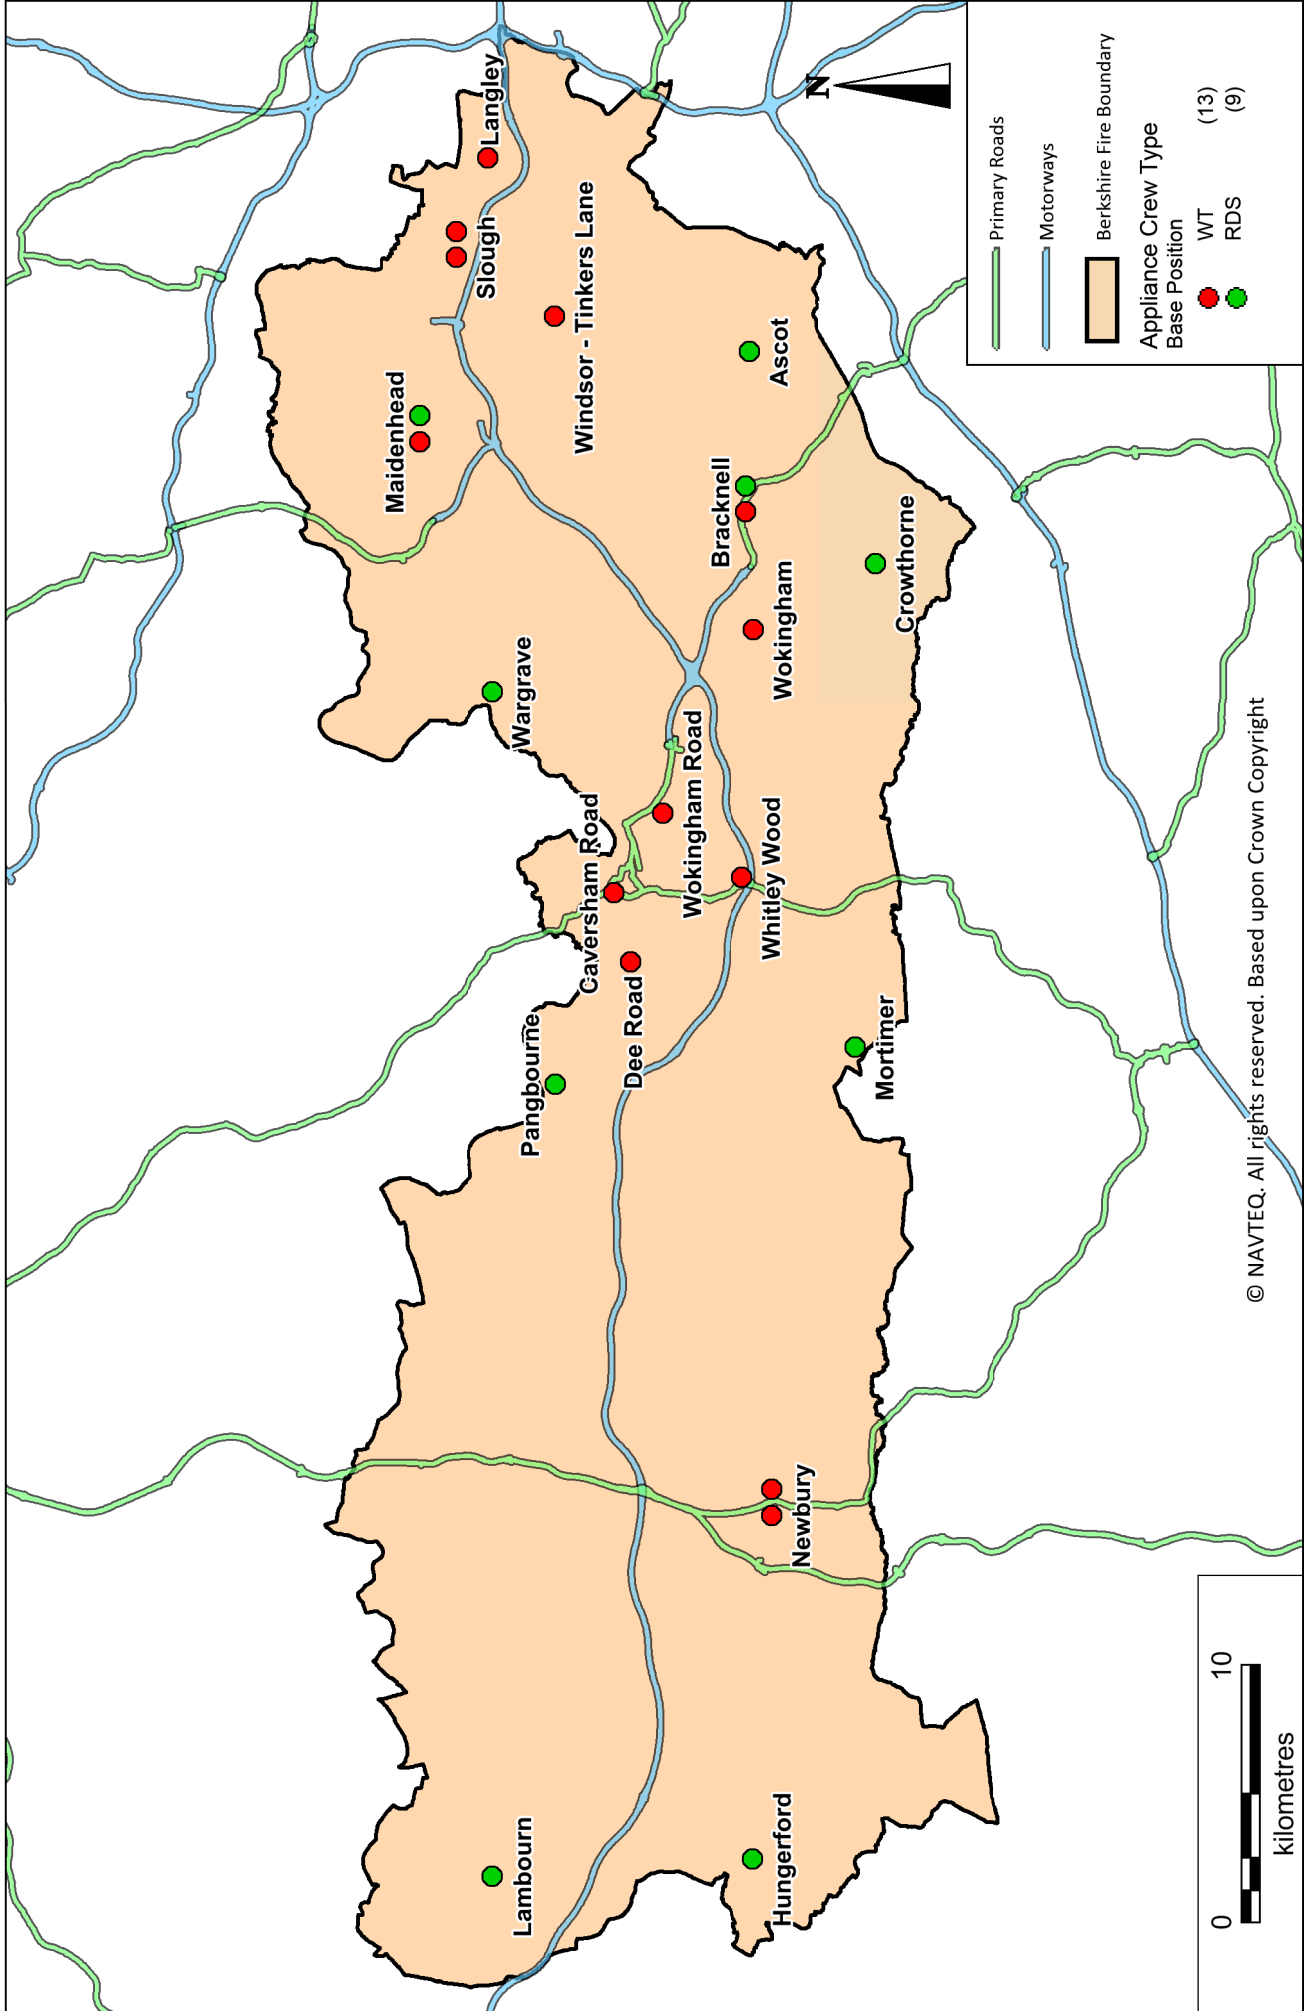 Langley
Slough
Windsor - Tinkers Lane
Maidenhead
Ascot
Bracknell
Crowthorne
Wokingham
Wargrave
Wokingham Road
Caversham Road
Whitley Wood
Dee Road
Pangbourne
Mortimer
Newbury
Lambourn
Hungerford
N
Primary Roads
Motorways
Berkshire Fire Boundary
Appliance Crew Type
Base Position
WT (13)
RDS (9)
© NAVTEQ. All rights reserved. Based upon Crown Copyright
0 10
kilometres